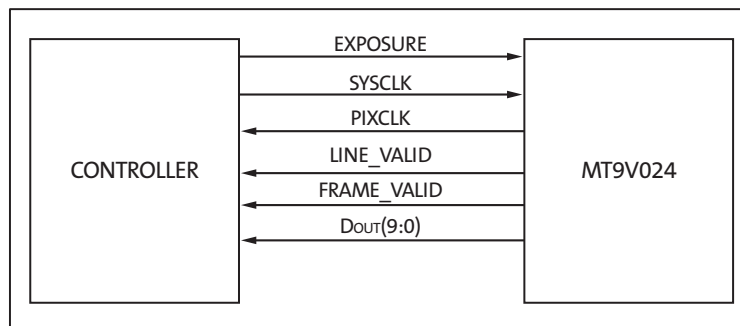 EXPOSURE
SYSCLK
PIXCLK
LINE_VALID
FRAME_VALID
DOUT(9:0)
CONTROLLER
MT9V024